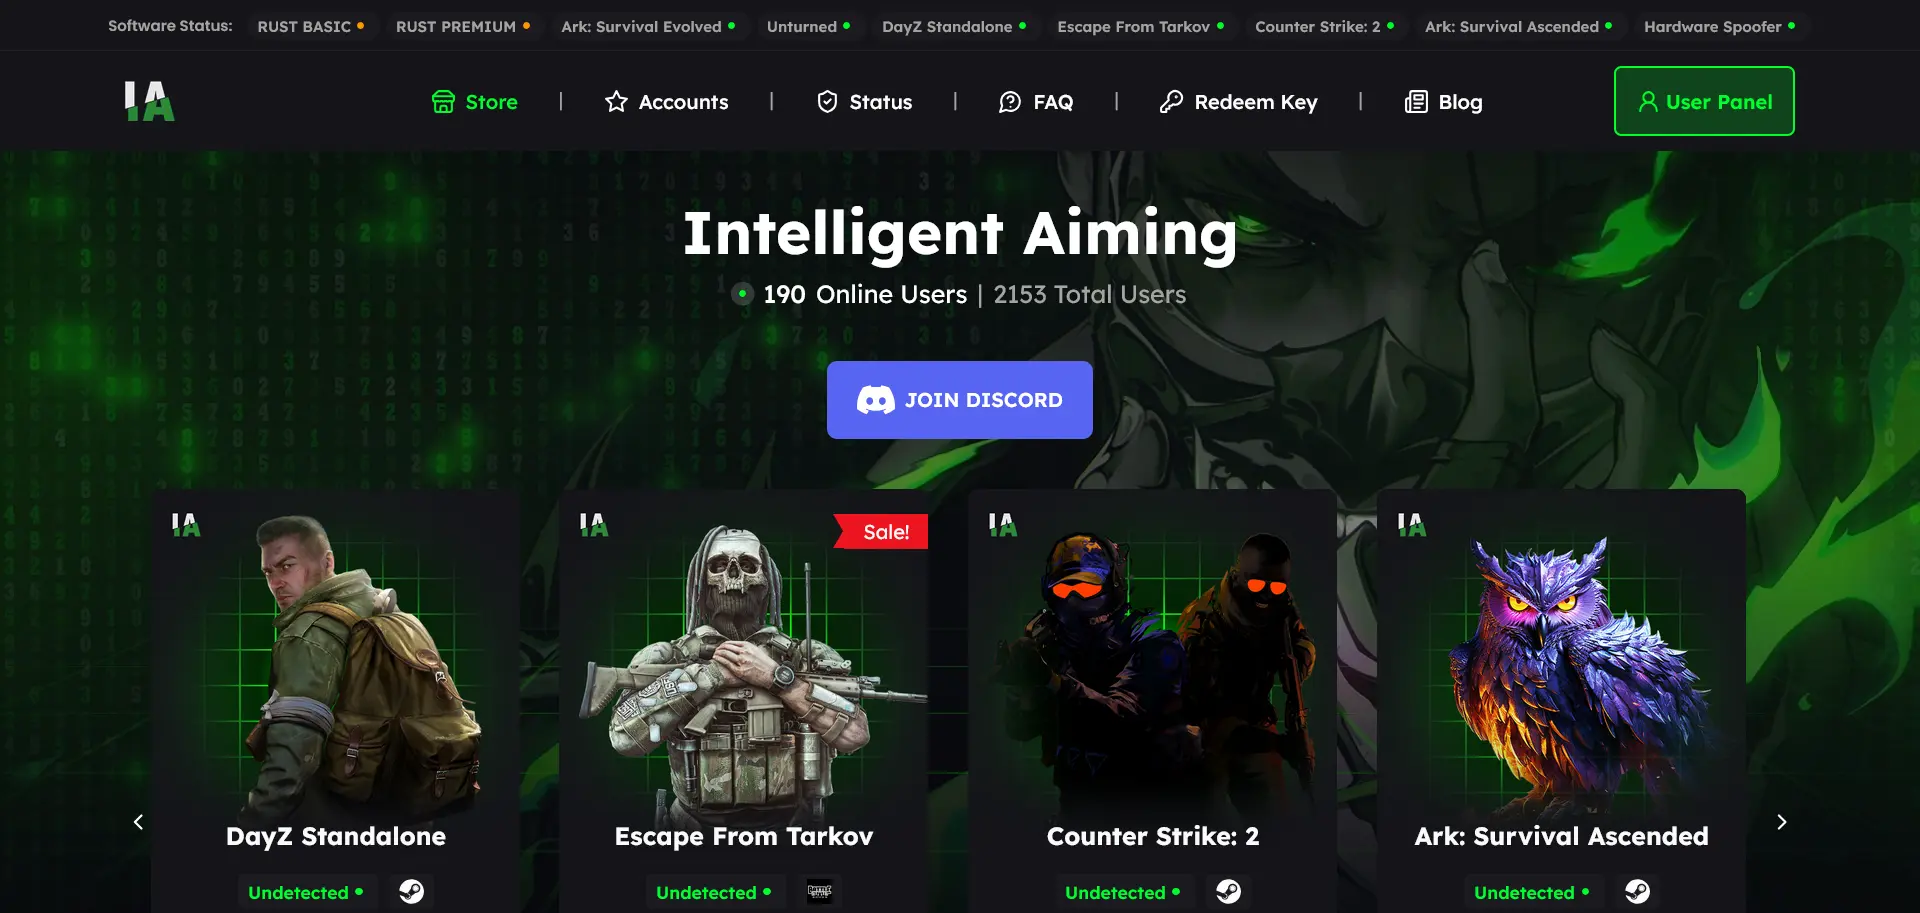 Software Status: RUST BASIC RUST PREMIUM Ark: Survival Evolved Unturned DayZ Standalone Escape From Tarkov Counter Strike: 2 Ark: Survival Ascended Hardware Spoofer
IA Store | Accounts | Status | FAQ | Redeem Key | Blog User Panel
Intelligent Aiming
190 Online Users | 2153 Total Users
JOIN DISCORD
IA IA Sale! IA IA
DayZ Standalone Escape From Tarkov Counter Strike: 2 Ark: Survival Ascended
Undetected Undetected Undetected Undetected